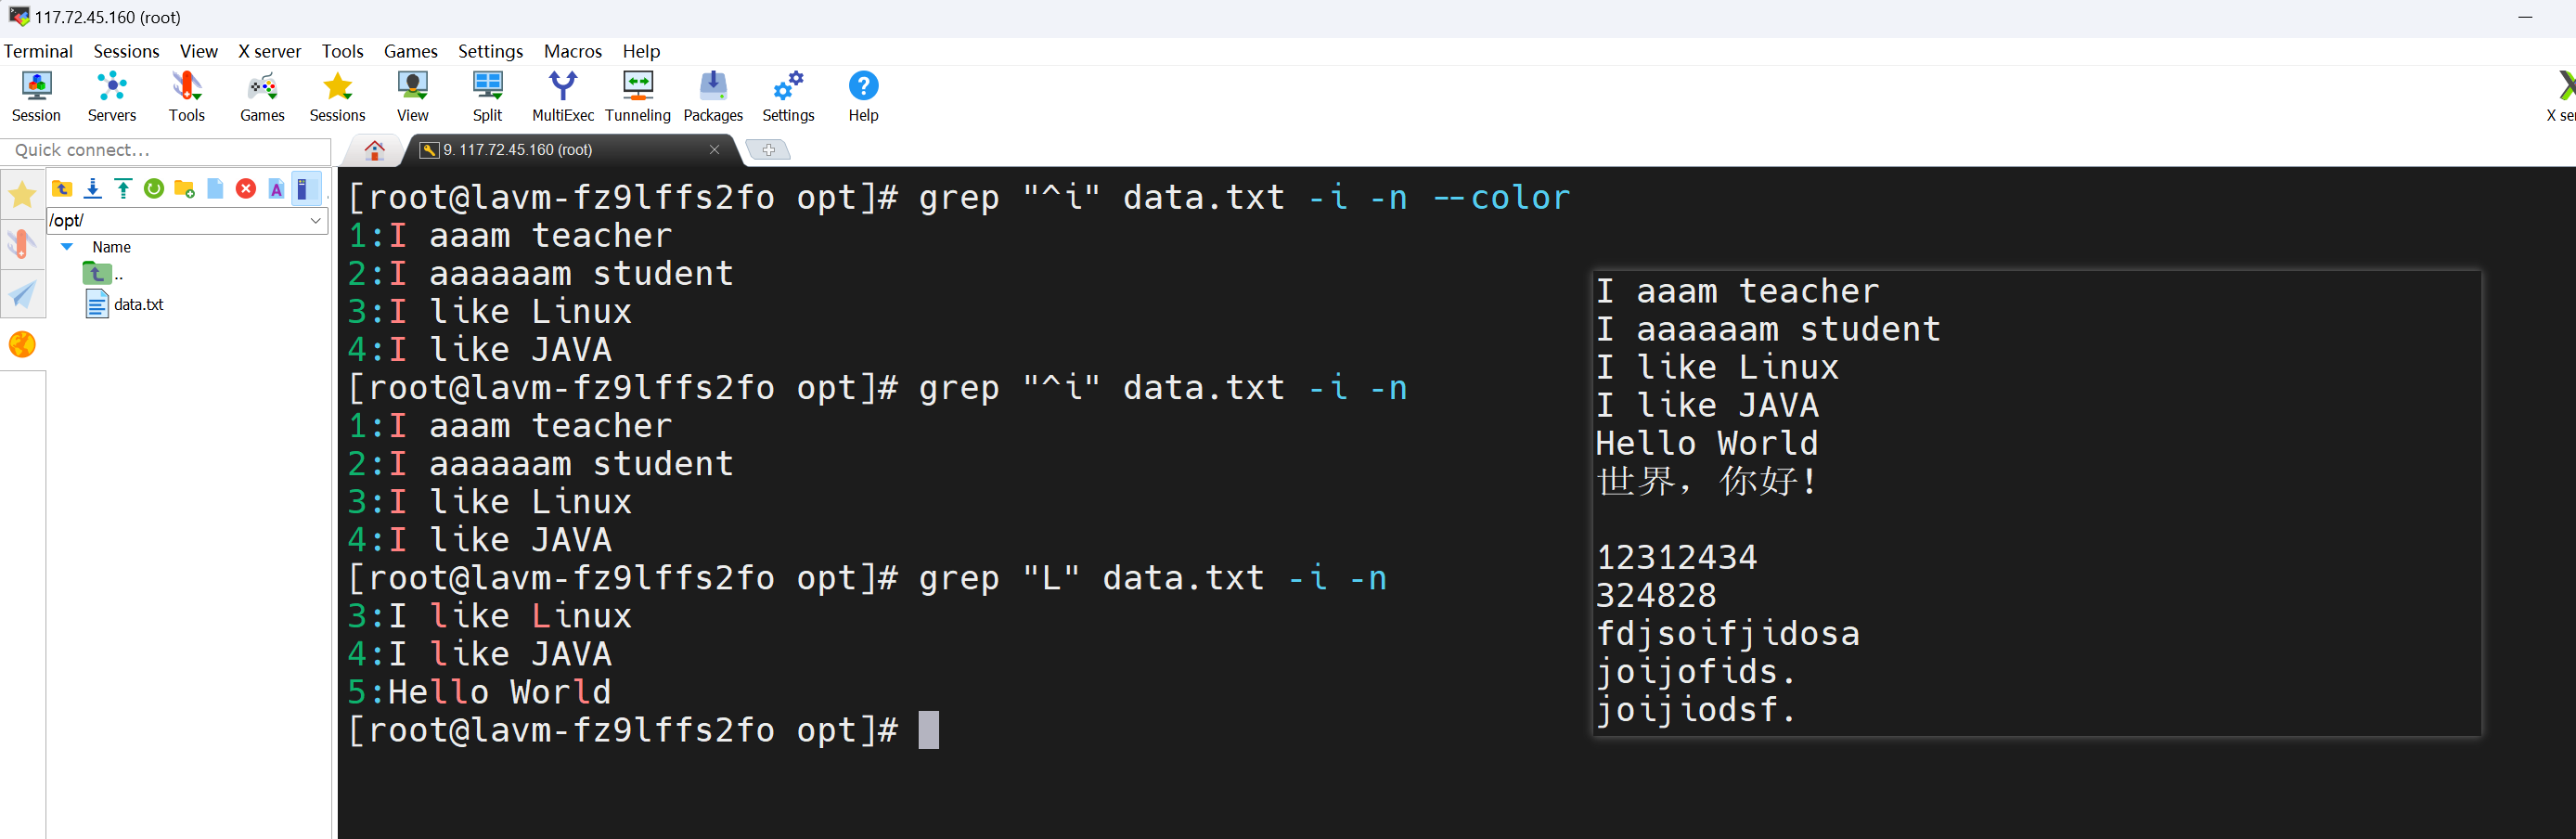 117.72.45.160 (root)
Terminal Sessions View X server Tools Games Settings Macros Help
Session Servers Tools Games Sessions View Split MultiExec Tunneling Packages Settings Help X ser
Quick connect...
9. 117.72.45.160 (root)
/opt/
Name
..
data.txt
[root@lavm-fz9lffs2fo opt]# grep "^i" data.txt -i -n --color
1:I aaam teacher
2:I aaaaaam student
3:I like Linux
4:I like JAVA
[root@lavm-fz9lffs2fo opt]# grep "^i" data.txt -i -n
1:I aaam teacher
2:I aaaaaam student
3:I like Linux
4:I like JAVA
[root@lavm-fz9lffs2fo opt]# grep "L" data.txt -i -n
3:I like Linux
4:I like JAVA
5:Hello World
[root@lavm-fz9lffs2fo opt]#
I aaam teacher
I aaaaaam student
I like Linux
I like JAVA
Hello World
世界，你好！
12312434
324828
fdjsoifjidosa
joijofids.
joijiodsf.